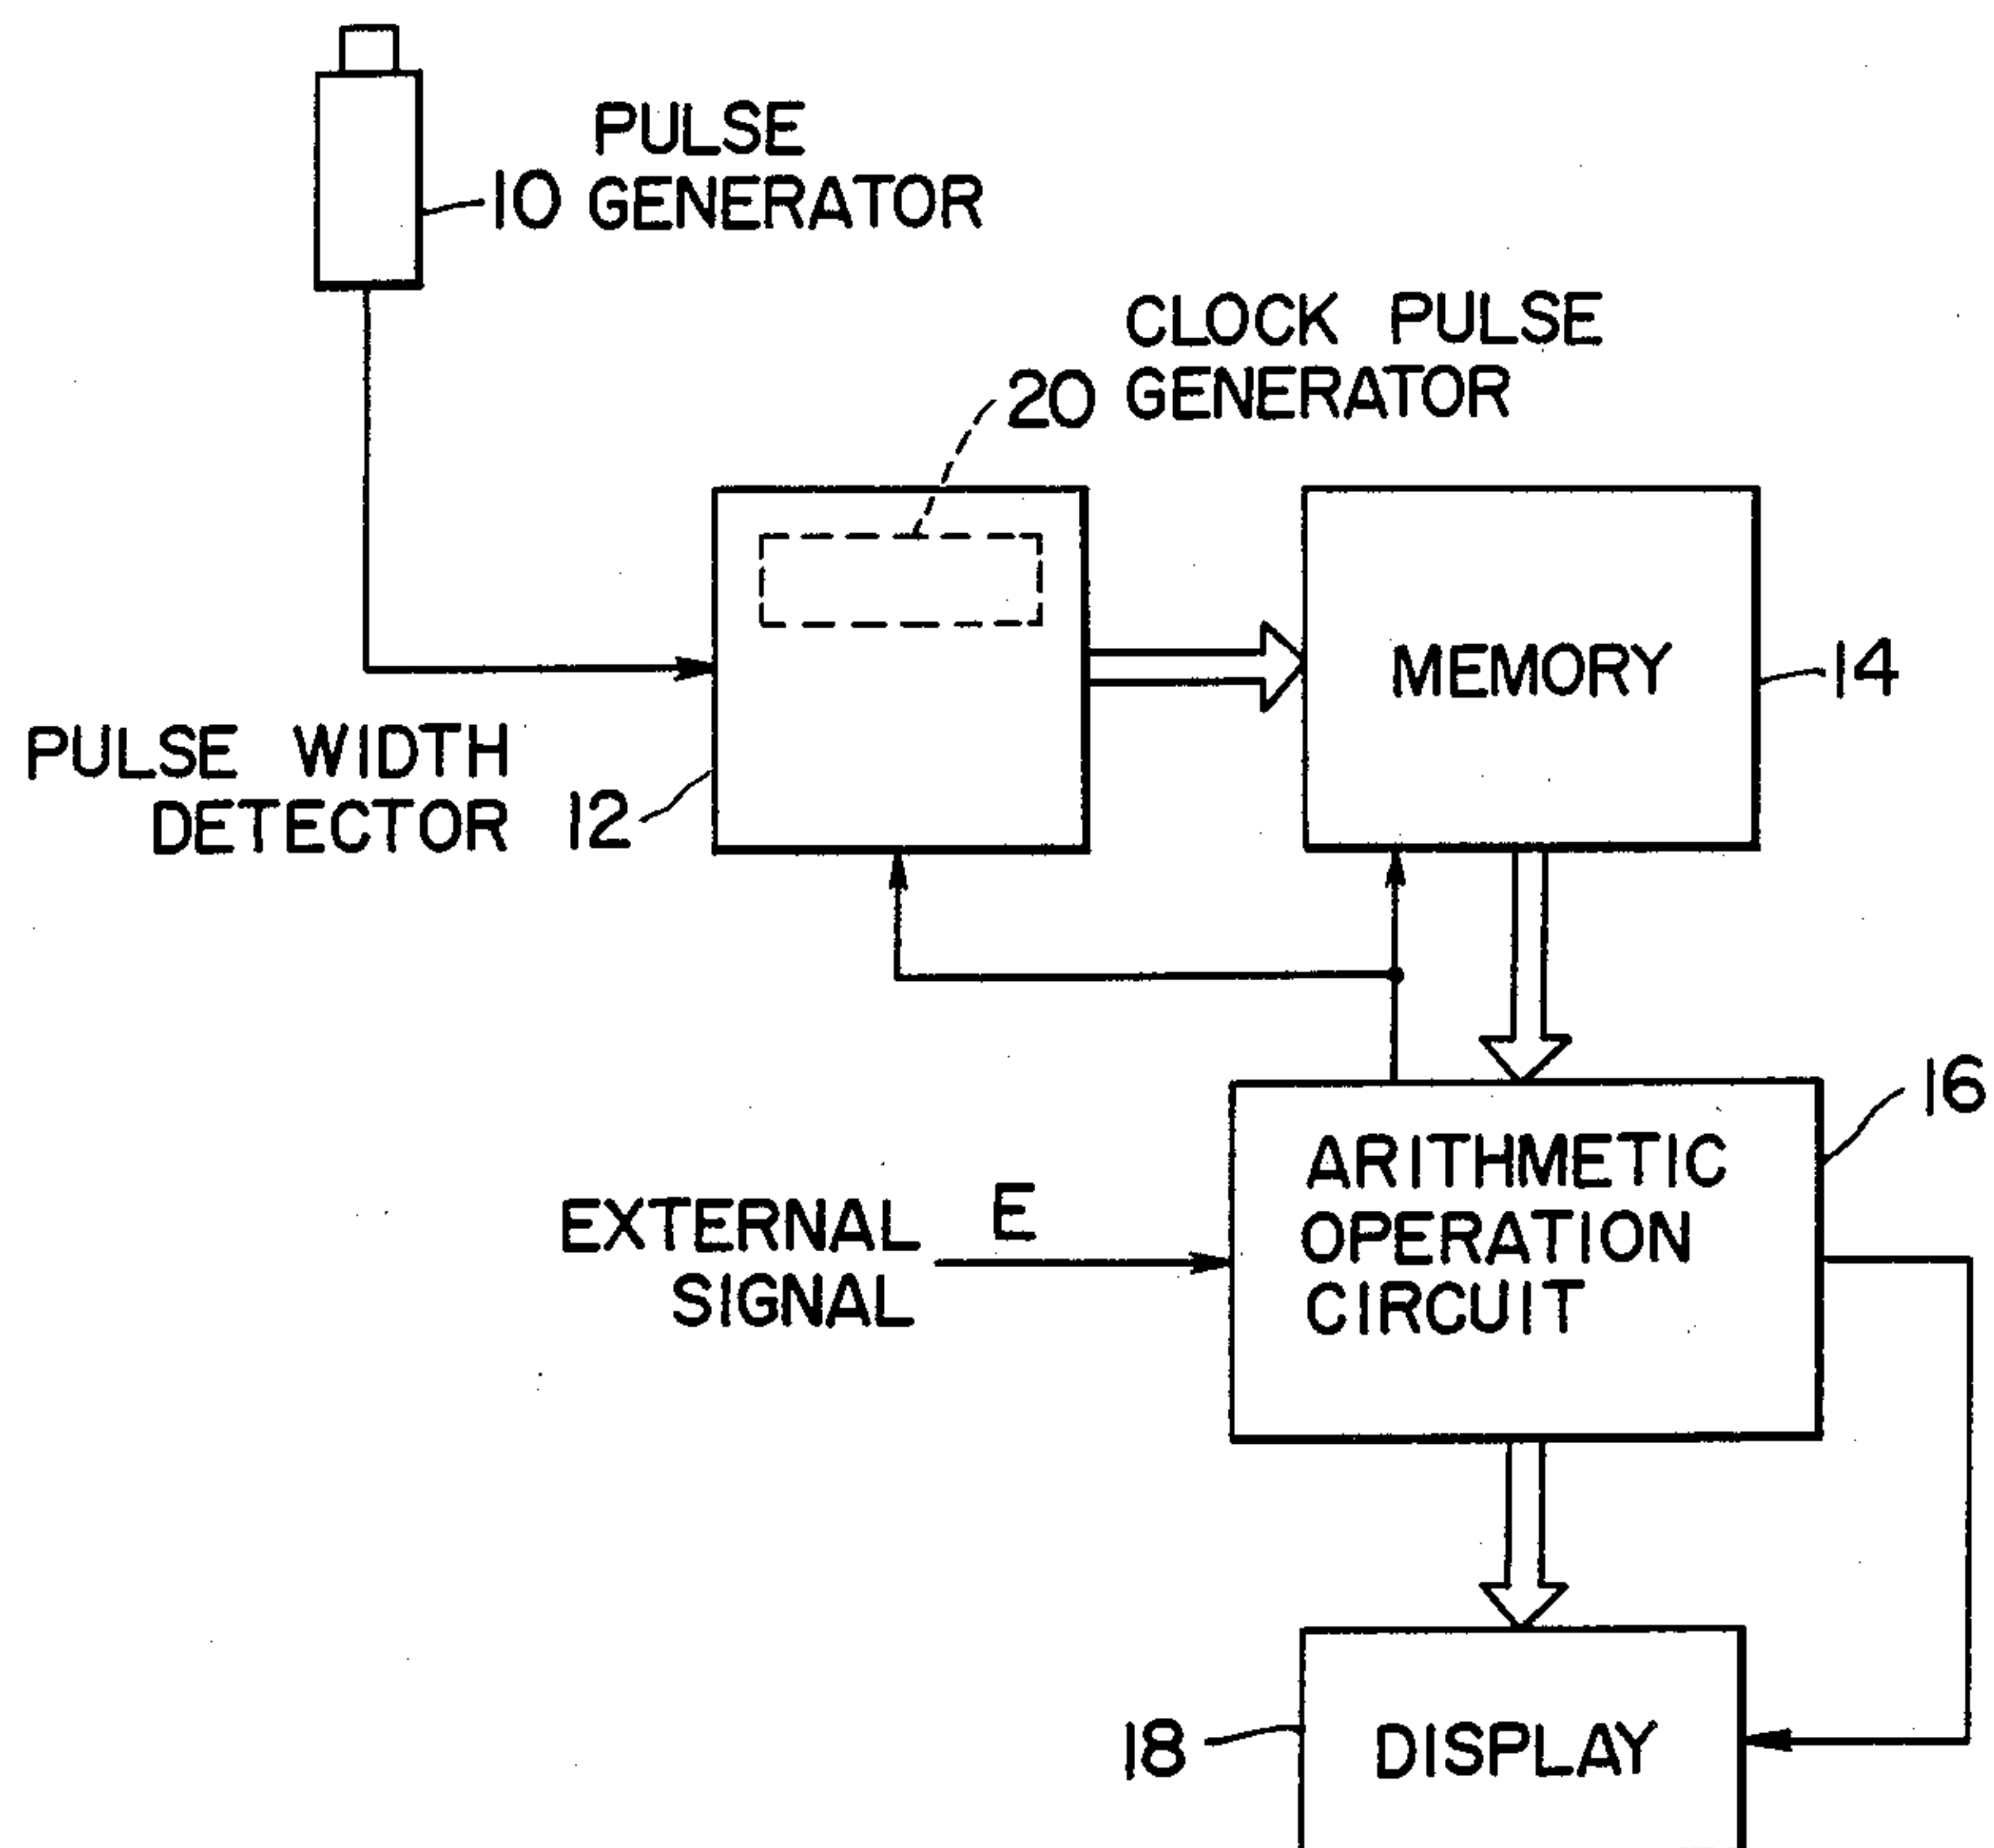 PULSE
10 GENERATOR
CLOCK PULSE
20 GENERATOR
MEMORY
14
PULSE WIDTH
DETECTOR 12
16
ARITHMETIC
OPERATION
CIRCUIT
EXTERNAL E
SIGNAL
18
DISPLAY